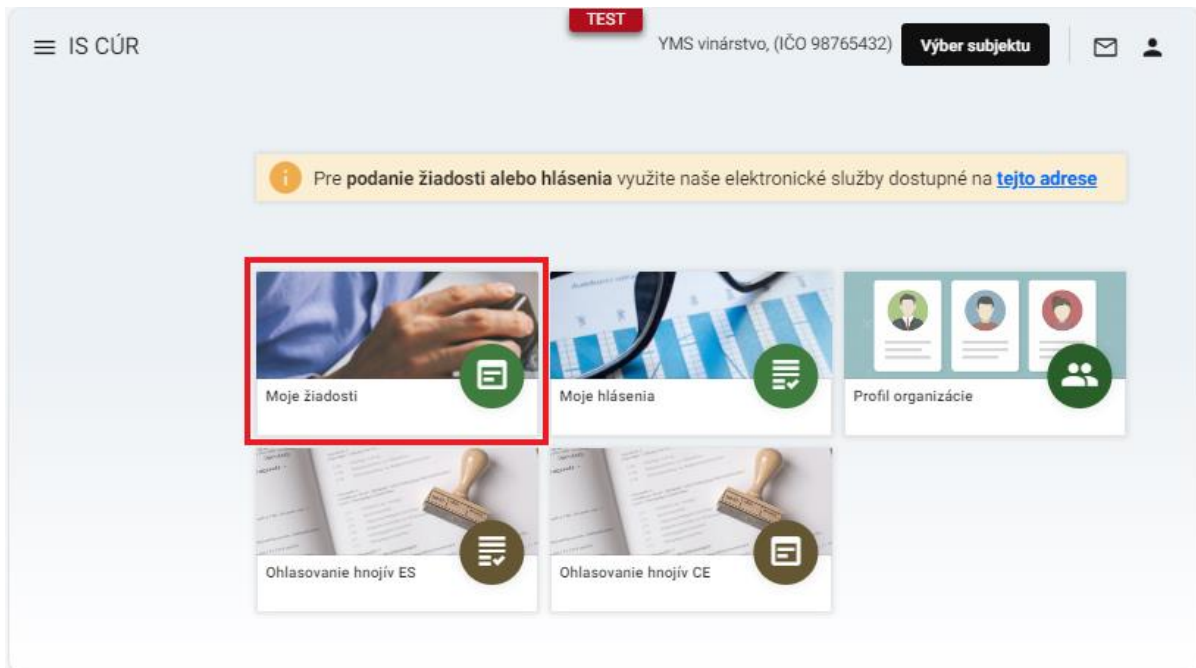 TEST
IS CÚR
YMS vinárstvo, (IČO 98765432)
Výber subjektu
Pre podanie žiadosti alebo hlásenia využite naše elektronické služby dostupné na tejto adrese
Moje žiadosti
Moje hlásenia
Profil organizácie
Ohlasovanie hnojív ES
Ohlasovanie hnojív CE